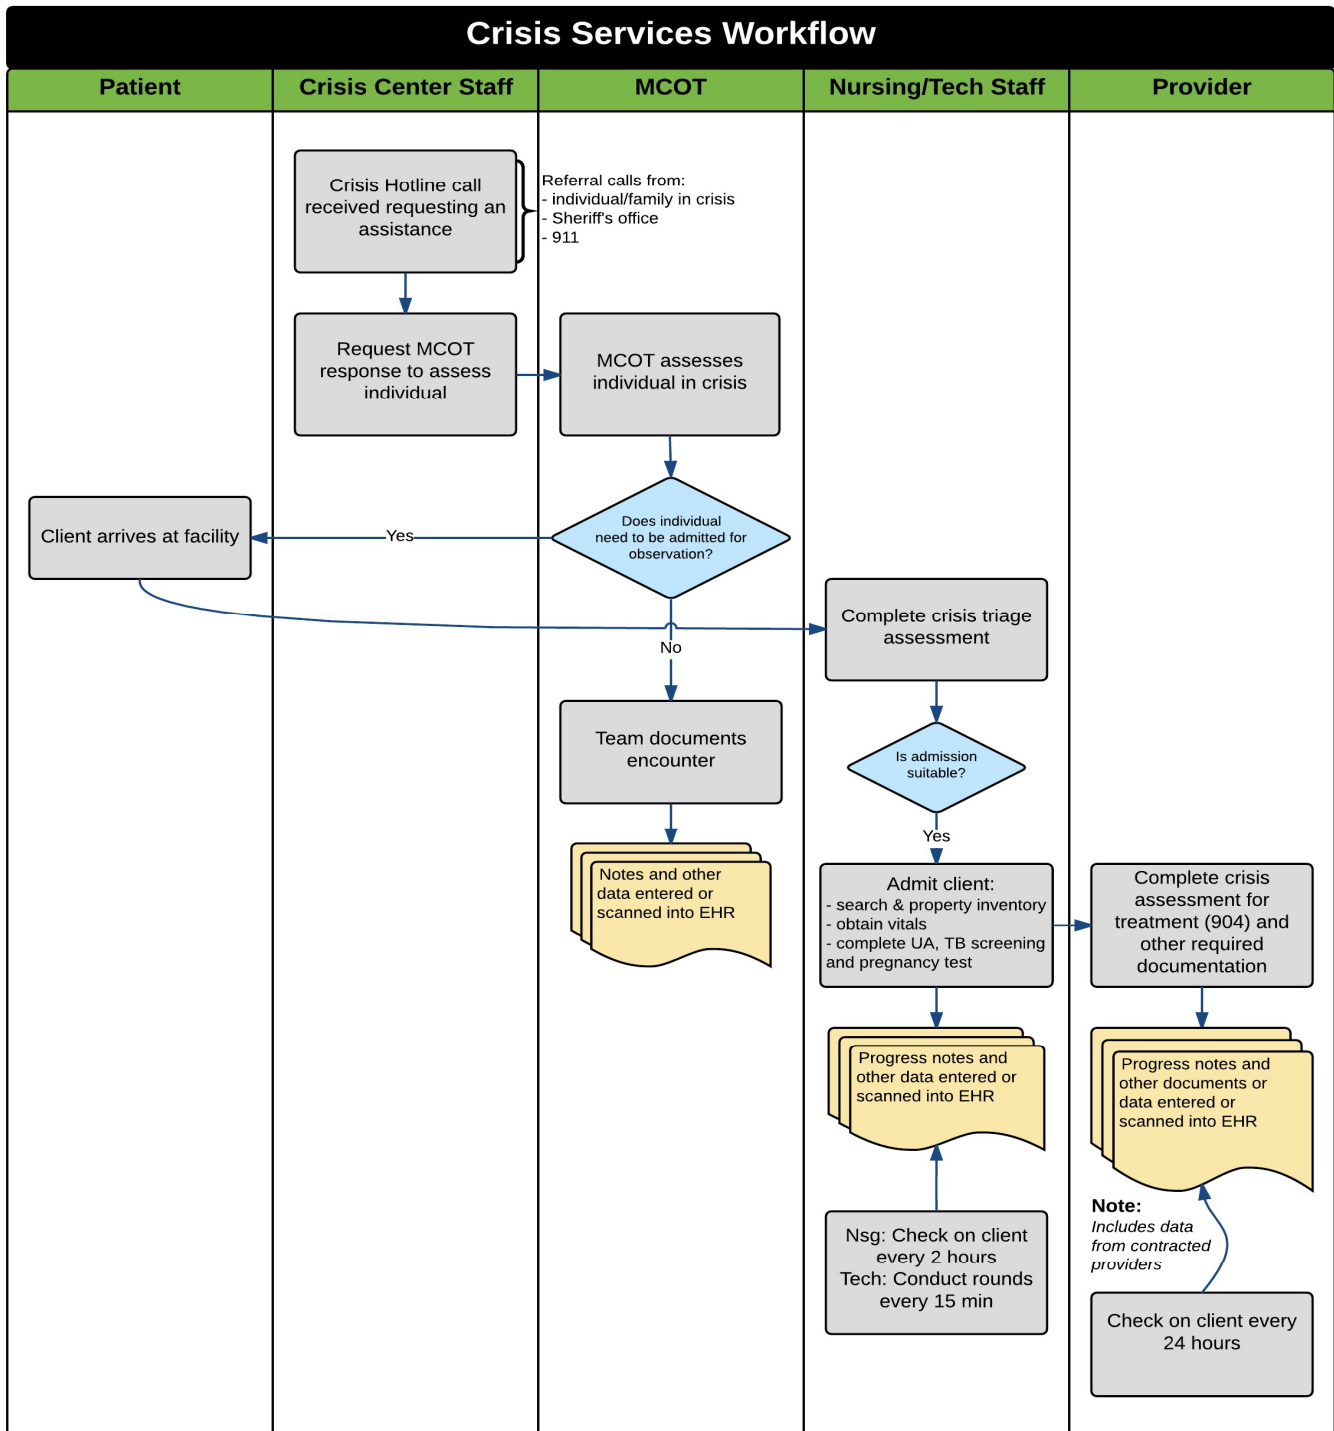 Crisis Services Workflow
Patient
Crisis Center Staff
MCOT
Nursing/Tech Staff
Provider
Crisis Hotline call
received requesting an
assistance
Referral calls from:
- individual/family in crisis
- Sheriff's office
- 911
Request MCOT
response to assess
individual
MCOT assesses
individual in crisis
Does individual
need to be admitted for
observation?
Yes
Client arrives at facility
No
Complete crisis triage
assessment
Team documents
encounter
Is admission
suitable?
Yes
Notes and other
data entered or
scanned into EHR
Admit client:
- search & property inventory
- obtain vitals
- complete UA, TB screening
and pregnancy test
Complete crisis
assessment for
treatment (904) and
other required
documentation
Progress notes and
other data entered or
scanned into EHR
Progress notes and
other documents or
data entered or
scanned into EHR
Note:
Includes data
from contracted
providers
Nsg: Check on client
every 2 hours
Tech: Conduct rounds
every 15 min
Check on client every
24 hours